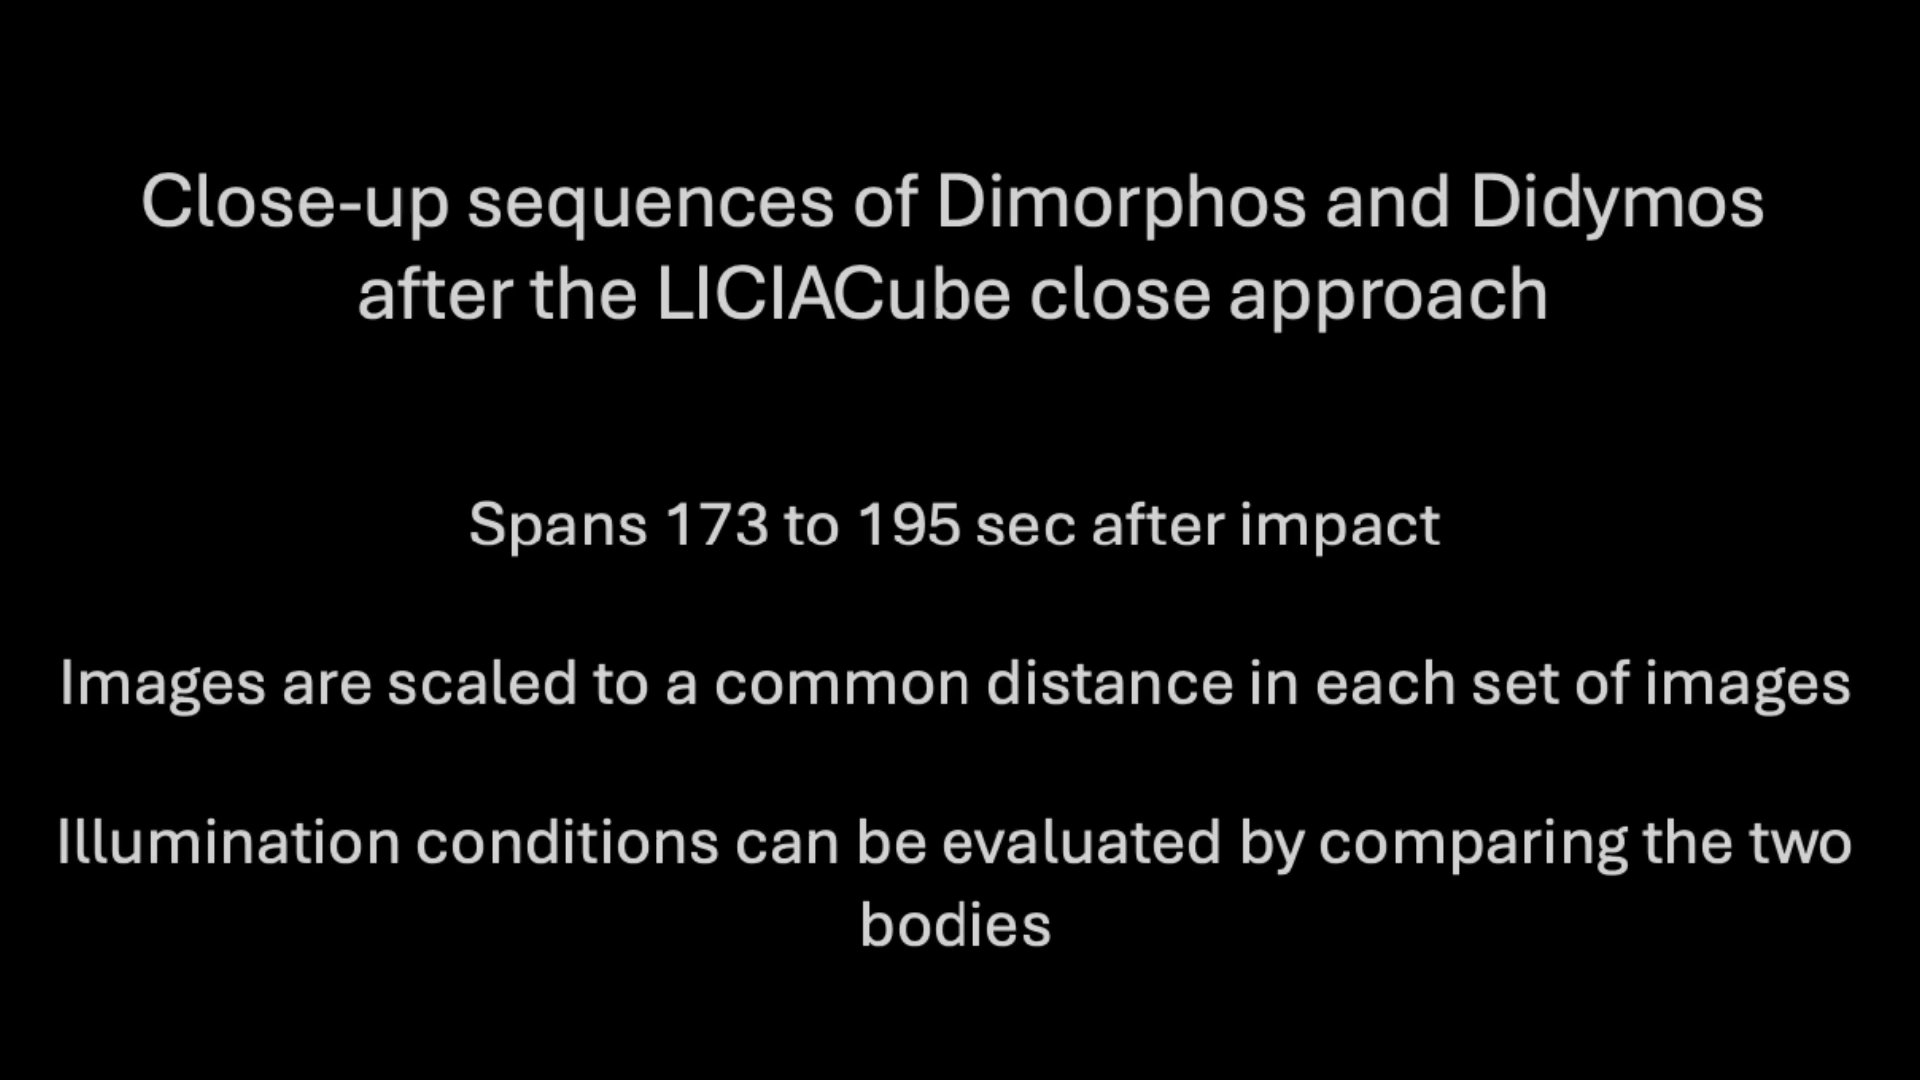 Close-up sequences of Dimorphos and Didymos
after the LICIACube close approach
Spans 173 to 195 sec after impact
Images are scaled to a common distance in each set of images
Illumination conditions can be evaluated by comparing the two
bodies